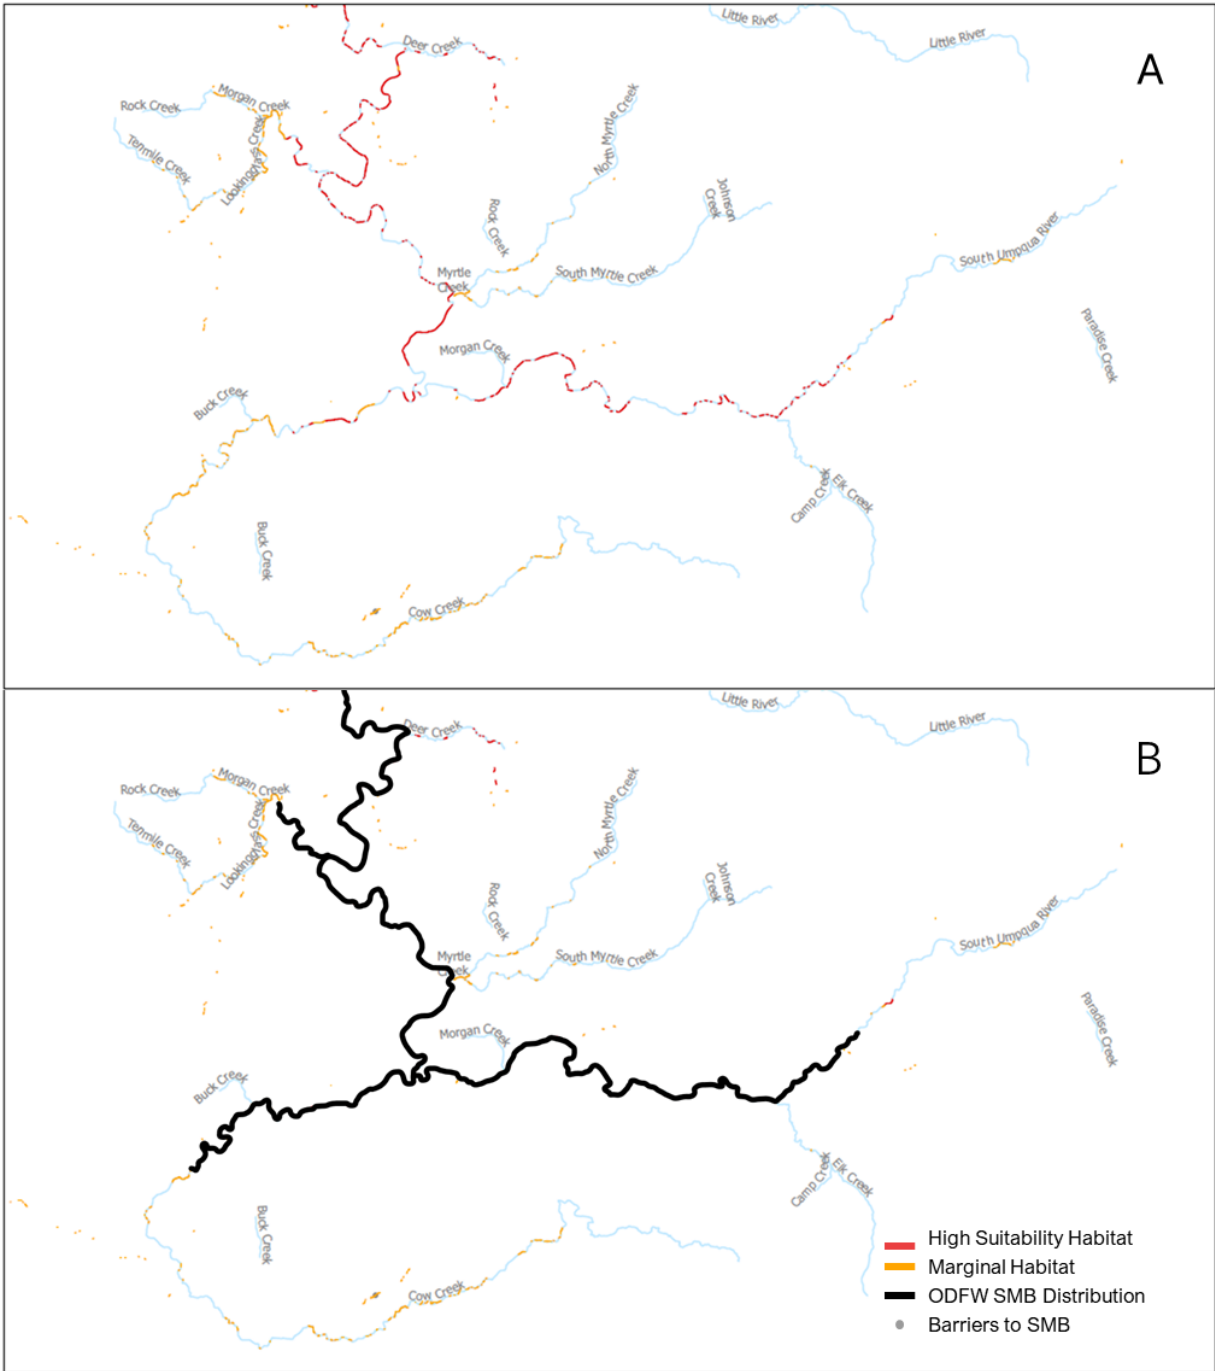 Little River
Little River
Deer Creek
A
Rock Creek
Morgan Creek
Tenmile Creek
Lookingglass Creek
North Myrtle Creek
Johnson
Creek
Rock Creek
South Umpqua River
Myrtle
Creek
South Myrtle Creek
Morgan Creek
Paradise Creek
Buck Creek
Camp Creek
Elk Creek
Buck Creek
Cow Creek
Little River
Little River
Deer Creek
B
Rock Creek
Morgan Creek
Tenmile Creek
Lookingglass Creek
North Myrtle Creek
Johnson
Creek
Rock Creek
South Umpqua River
Myrtle
Creek
South Myrtle Creek
Morgan Creek
Paradise Creek
Buck Creek
Camp Creek
Elk Creek
Buck Creek
Cow Creek
High Suitability Habitat
Marginal Habitat
ODFW SMB Distribution
Barriers to SMB